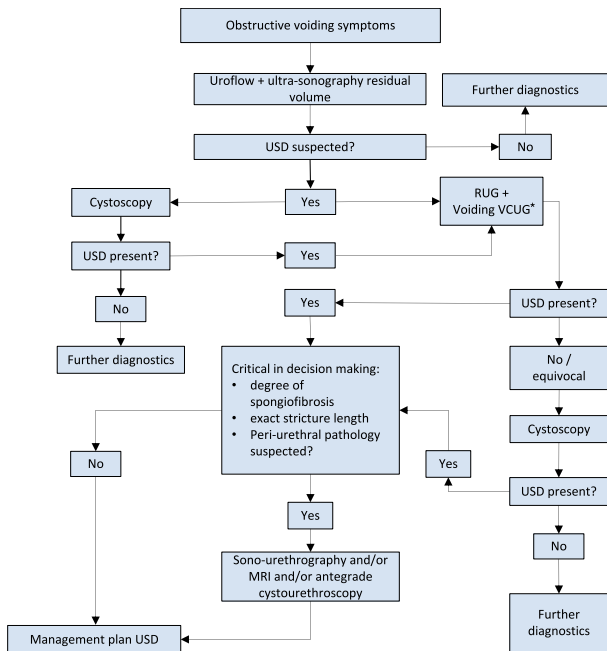 Obstructive voiding symptoms
Uroflow + ultra-sonography residual
volume
Further diagnostics
USD suspected?
No
Cystoscopy
Yes
RUG +
Voiding VCUG*
USD present?
Yes
No
Yes
USD present?
Further diagnostics
Critical in decision making:
• degree of
spongiofibrosis
• exact stricture length
• Peri-urethral pathology
suspected?
No /
equivocal
Cystoscopy
No
Yes
USD present?
Yes
No
Sono-urethrography and/or
MRI and/or antegrade
cystourethroscopy
Further
diagnostics
Management plan USD